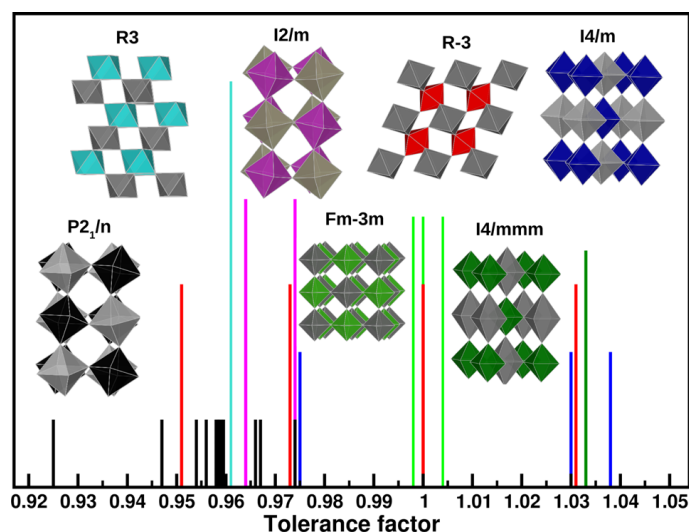 R3
I2/m
R-3
I4/m
P2₁/n
Fm-3m
I4/mmm
0.92 0.93 0.94 0.95 0.96 0.97 0.98 0.99 1 1.01 1.02 1.03 1.04 1.05
Tolerance factor